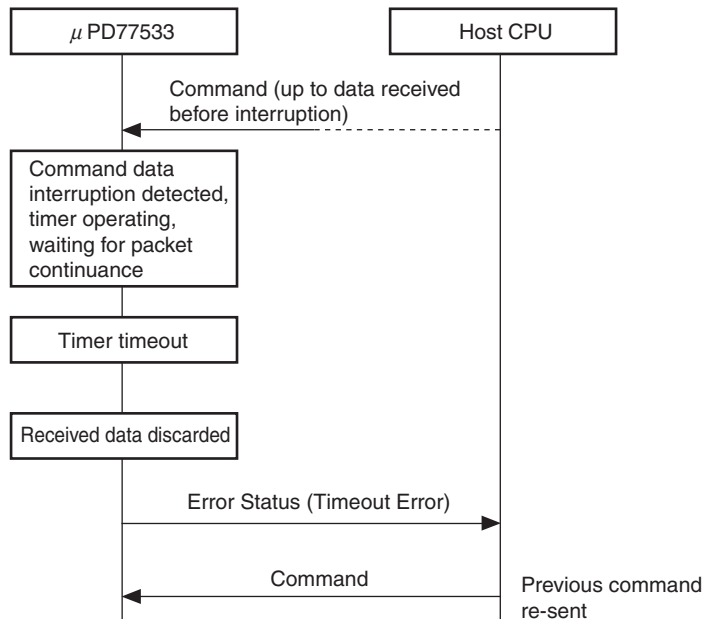 μ PD77533
Host CPU
Command (up to data received
before interruption)
Command data
interruption detected,
timer operating,
waiting for packet
continuance
Timer timeout
Received data discarded
Error Status (Timeout Error)
Command
Previous command
re-sent